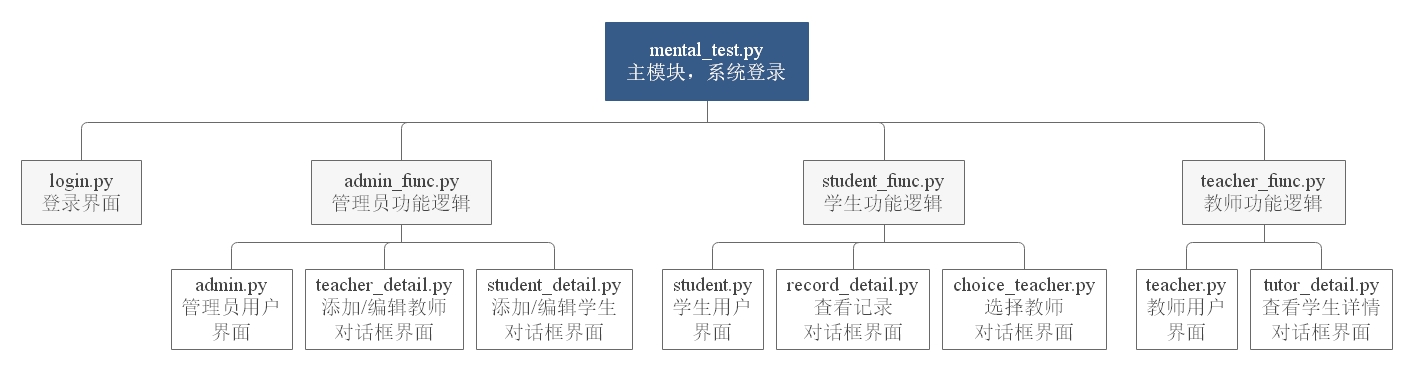 mental_test.py
主模块，系统登录
login.py
登录界面
admin_func.py
管理员功能逻辑
student_func.py
学生功能逻辑
teacher_func.py
教师功能逻辑
admin.py
管理员用户
界面
teacher_detail.py
添加/编辑教师
对话框界面
student_detail.py
添加/编辑学生
对话框界面
student.py
学生用户
界面
record_detail.py
查看记录
对话框界面
choice_teacher.py
选择教师
对话框界面
teacher.py
教师用户
界面
tutor_detail.py
查看学生详情
对话框界面